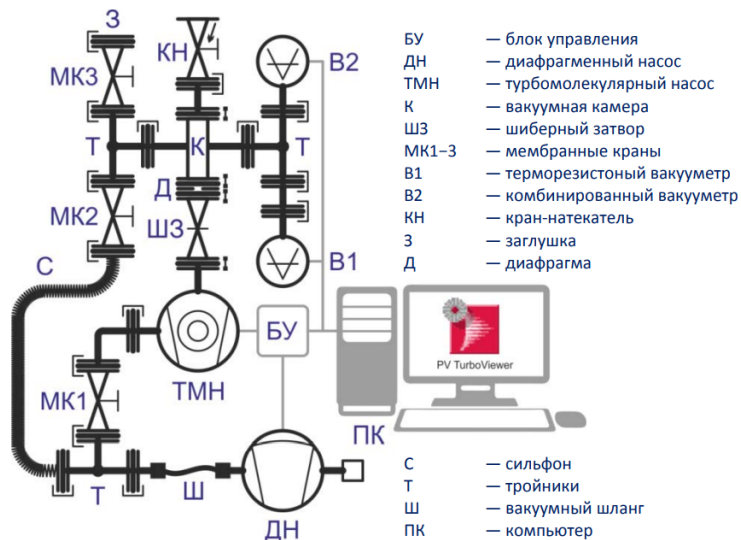 З
КН
МК3
В2
Т
К
Т
Д
МК2
ШЗ
С
В1
БУ
ТМН
МК1
PV TurboViewer
ПК
Т
Ш
ДН
БУ — блок управления
ДН — диафрагменный насос
ТМН — турбомолекулярный насос
К — вакуумная камера
ШЗ — шиберный затвор
МК1−3 — мембранные краны
В1 — терморезистоный вакууметр
В2 — комбинированный вакууметр
КН — кран-натекатель
З — заглушка
Д — диафрагма
С — сильфон
Т — тройники
Ш — вакуумный шланг
ПК — компьютер